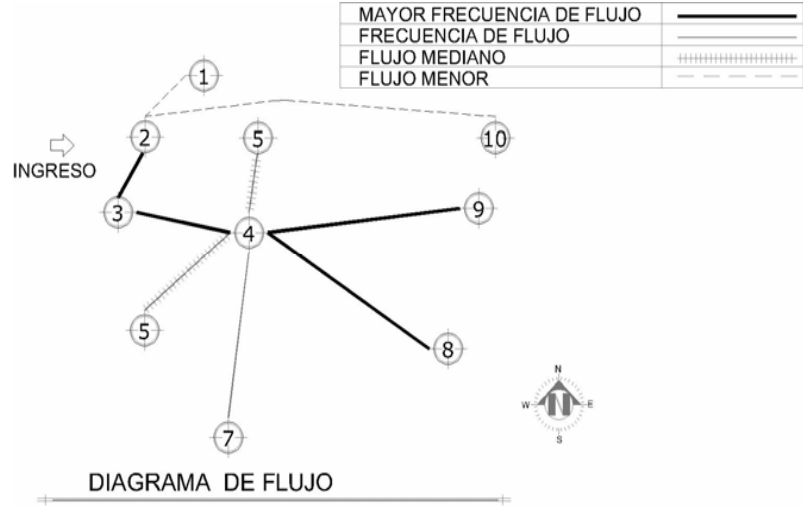 MAYOR FRECUENCIA DE FLUJO
FRECUENCIA DE FLUJO
FLUJO MEDIANO
FLUJO MENOR
1
2
5
10
INGRESO
3
9
4
5
8
7
N
W
E
N
S
DIAGRAMA DE FLUJO